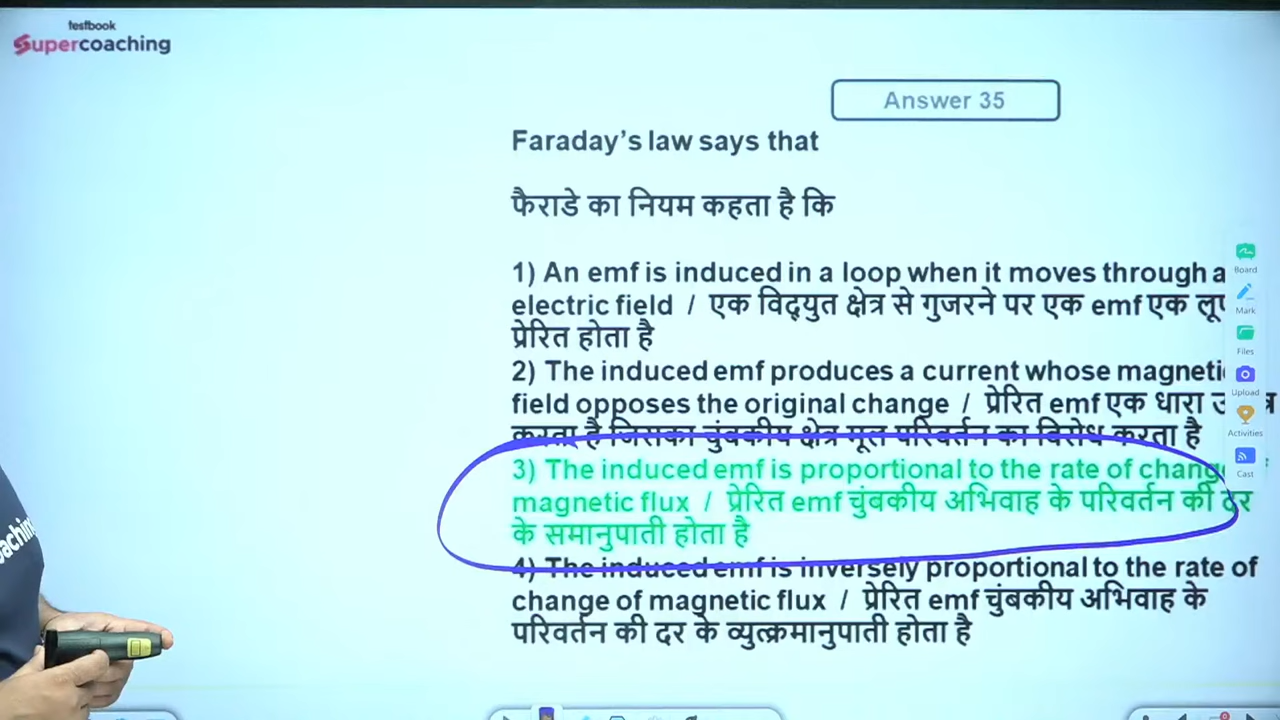 testbook
Supercoaching
Answer 35
Faraday's law says that
फैराडे का नियम कहता है कि
1) An emf is induced in a loop when it moves through a
electric field / एक विद्युत क्षेत्र से गुजरने पर एक emf एक
प्रेरित होता है
2) The induced emf produces a current whose magnetic
field opposes the original change / प्रेरित emf एक धारा
करता है जिसका चुंबकीय क्षेत्र मूल परिवर्तन का विरोध करता है
3) The induced emf is proportional to the rate of change
magnetic flux / प्रेरित emf चुंबकीय अभिवाह के परिवर्तन की दर
के समानुपाती होता है
4) The induced emf is inversely proportional to the rate of
change of magnetic flux / प्रेरित emf चुंबकीय अभिवाह के
परिवर्तन की दर के व्युत्क्रमानुपाती होता है
Board
Mark
Files
Upload
Activities
Cast
oaching